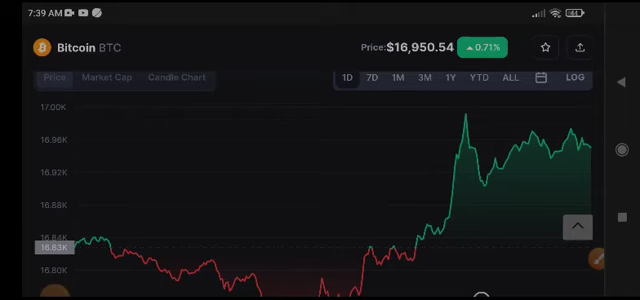 7:39 AM
44
Bitcoin BTC
Price: $16,950.54 0.71%
Price Market Cap Candle Chart
1D 7D 1M 3M 1Y YTD ALL LOG
17.00K
16.96K
16.92K
16.88K
16.84K
16.83K
16.80K